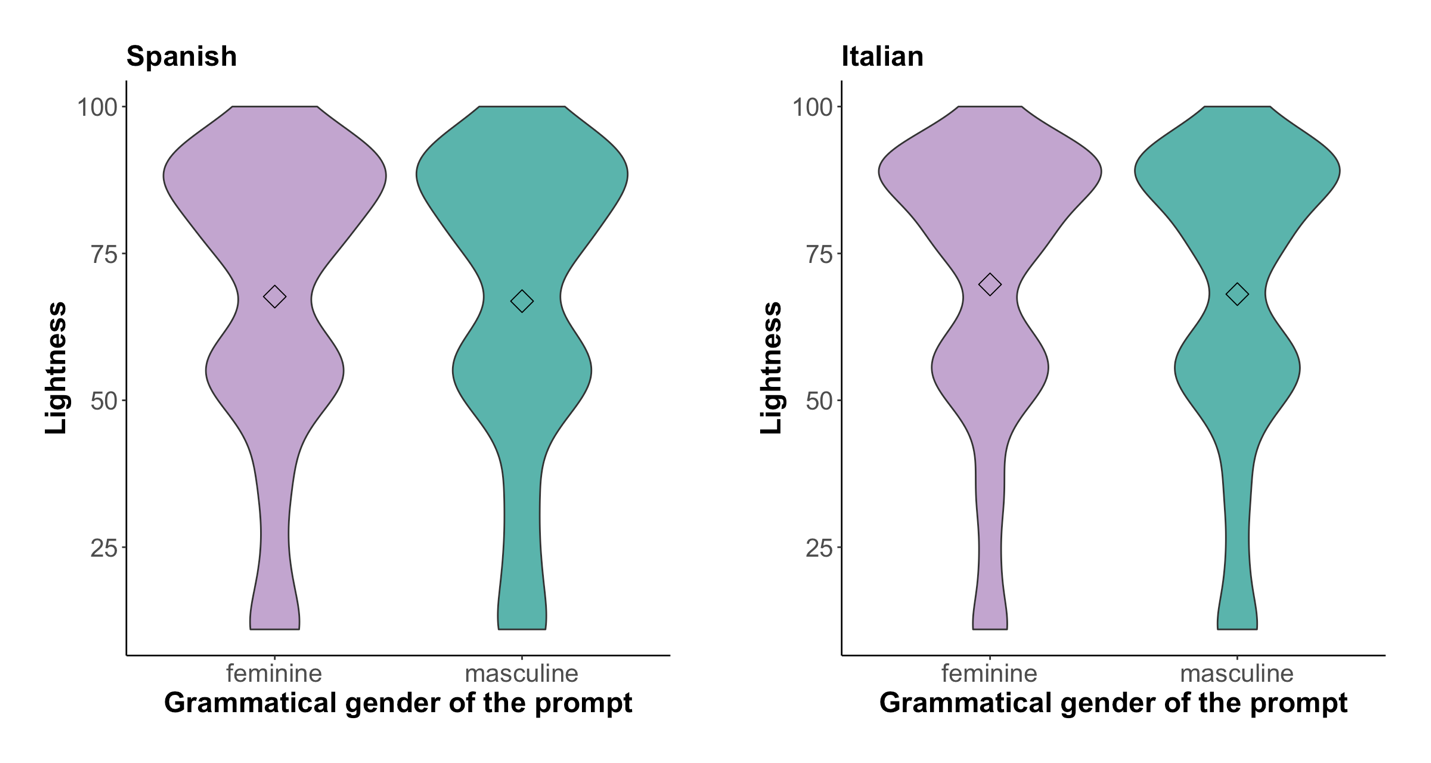 Spanish
100
75
50
25
Lightness
feminine masculine
Grammatical gender of the prompt
Italian
100
75
50
25
Lightness
feminine masculine
Grammatical gender of the prompt